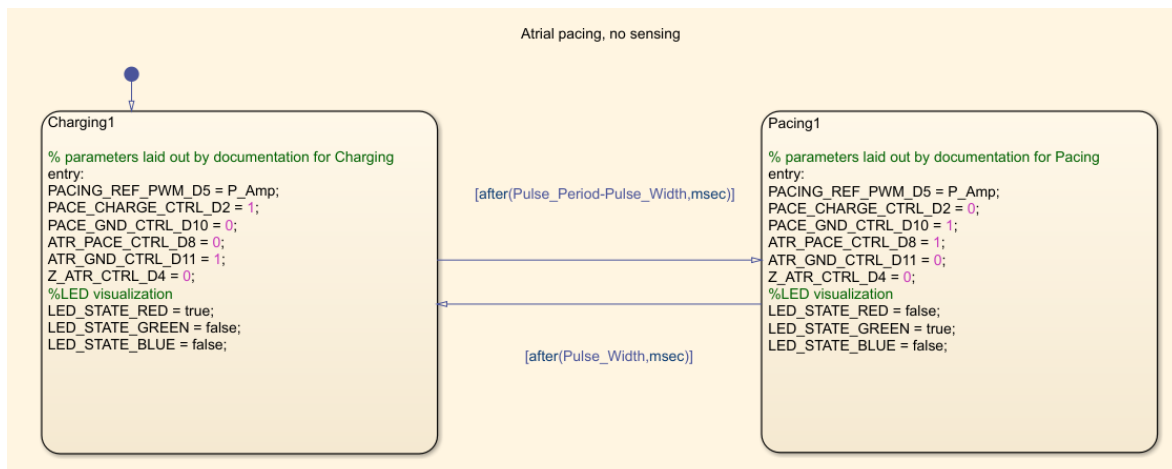 Atrial pacing, no sensing
Charging1
% parameters laid out by documentation for Charging
entry:
PACING_REF_PWM_D5 = P_Amp;
PACE_CHARGE_CTRL_D2 = 1;
PACE_GND_CTRL_D10 = 0;
ATR_PACE_CTRL_D8 = 0;
ATR_GND_CTRL_D11 = 1;
Z_ATR_CTRL_D4 = 0;
%LED visualization
LED_STATE_RED = true;
LED_STATE_GREEN = false;
LED_STATE_BLUE = false;
[after(Pulse_Period-Pulse_Width,msec)]
[after(Pulse_Width,msec)]
Pacing1
% parameters laid out by documentation for Pacing
entry:
PACING_REF_PWM_D5 = P_Amp;
PACE_CHARGE_CTRL_D2 = 0;
PACE_GND_CTRL_D10 = 1;
ATR_PACE_CTRL_D8 = 1;
ATR_GND_CTRL_D11 = 0;
Z_ATR_CTRL_D4 = 0;
%LED visualization
LED_STATE_RED = false;
LED_STATE_GREEN = true;
LED_STATE_BLUE = false;